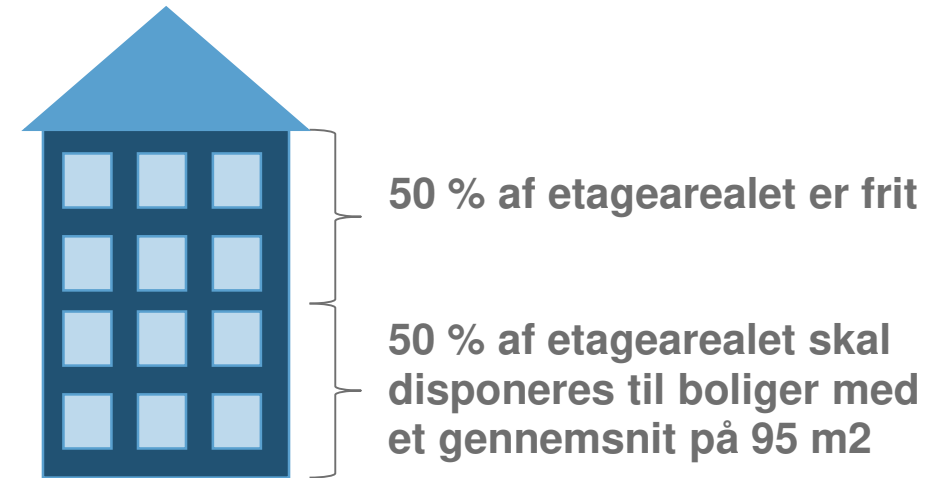 50 % af etagearealet er frit
50 % af etagearealet skal
disponeres til boliger med
et gennemsnit på 95 m2